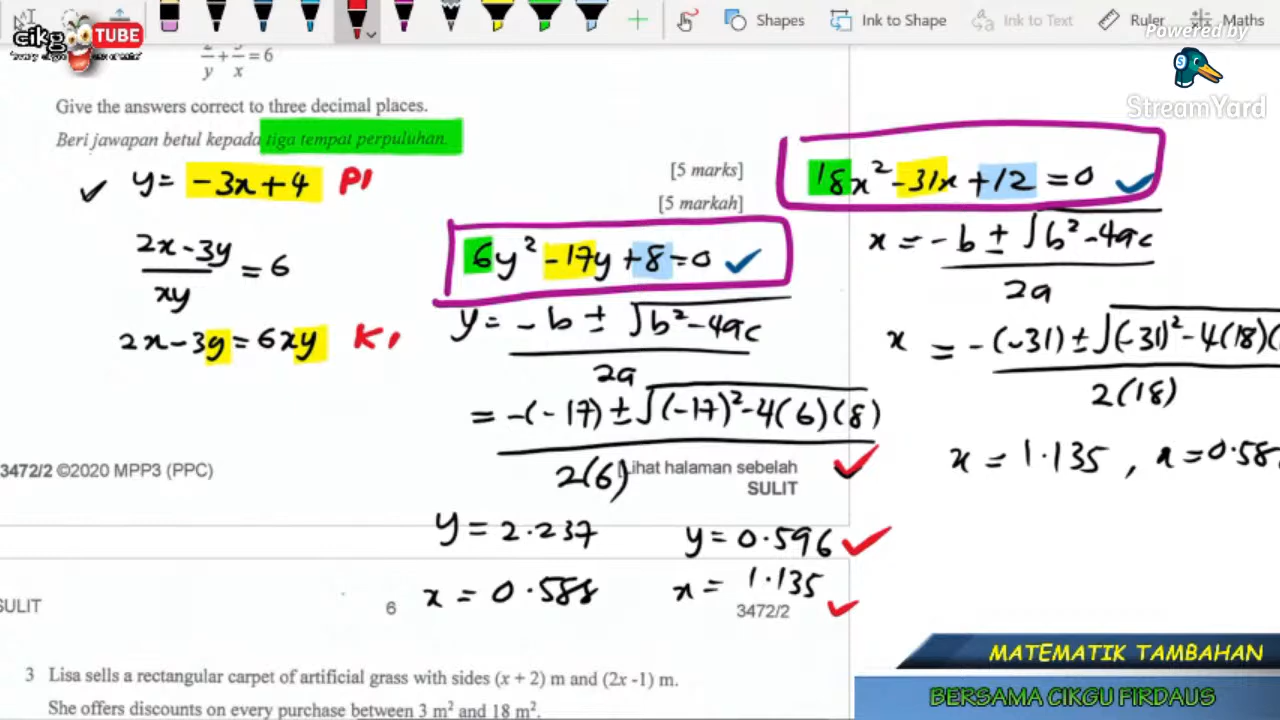 Shapes
Ink to Shape
Ink to Text
Ruler
Maths
cikgooTUBE
Powered by
StreamYard
2/y + 3/x = 6
Give the answers correct to three decimal places.
Beri jawapan betul kepada tiga tempat perpuluhan.
[5 marks]
[5 markah]
y = -3x + 4 P1
(2x - 3y)/(xy) = 6
2x - 3y = 6xy K1
6y² - 17y + 8 = 0
y = (-b ± √(b² - 4ac))/(2a)
= (-(-17) ± √((-17)² - 4(6)(8)))/(2(6))
y = 2.237 y = 0.596
x = 0.588 x = 1.135
18x² - 31x + 12 = 0
x = (-b ± √(b² - 4ac))/(2a)
x = (-(-31) ± √((-31)² - 4(18)(/(2(18)
x = 1.135 , x = 0.58
3472/2 ©2020 MPP3 (PPC)
Lihat halaman sebelah
SULIT
SULIT
6
3472/2
3 Lisa sells a rectangular carpet of artificial grass with sides (x + 2) m and (2x -1) m.
She offers discounts on every purchase between 3 m² and 18 m².
MATEMATIK TAMBAHAN
BERSAMA CIKGU FIRDAUS